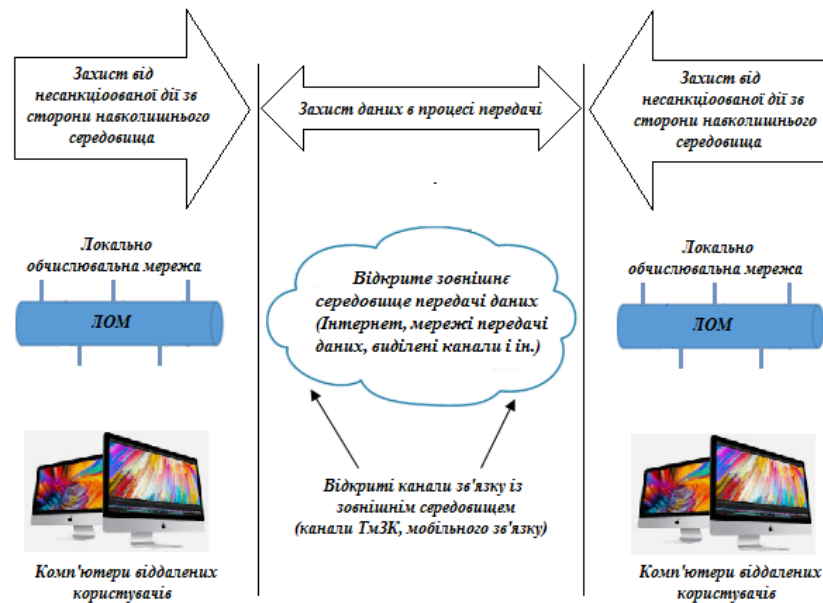 Захист від
несанкціоованої дії зв
сторони навколишнього
середовища
Захист даних в процесі передачі
Захист від
несанкціоованої дії зв
сторони навколишнього
середовища
Локально
обчислювальна мережа
ЛОМ
Відкрите зовнішнє
середовище передачі даних
(Інтернет, мережі передачі
даних, виділені канали і ін.)
Локально
обчислювальна мережа
ЛОМ
Відкриті канали зв'язку із
зовнішнім середовищем
(канали ТмЗК, мобільного зв'язку)
Комп'ютери віддалених
користувачів
Комп'ютери віддалених
користувачів